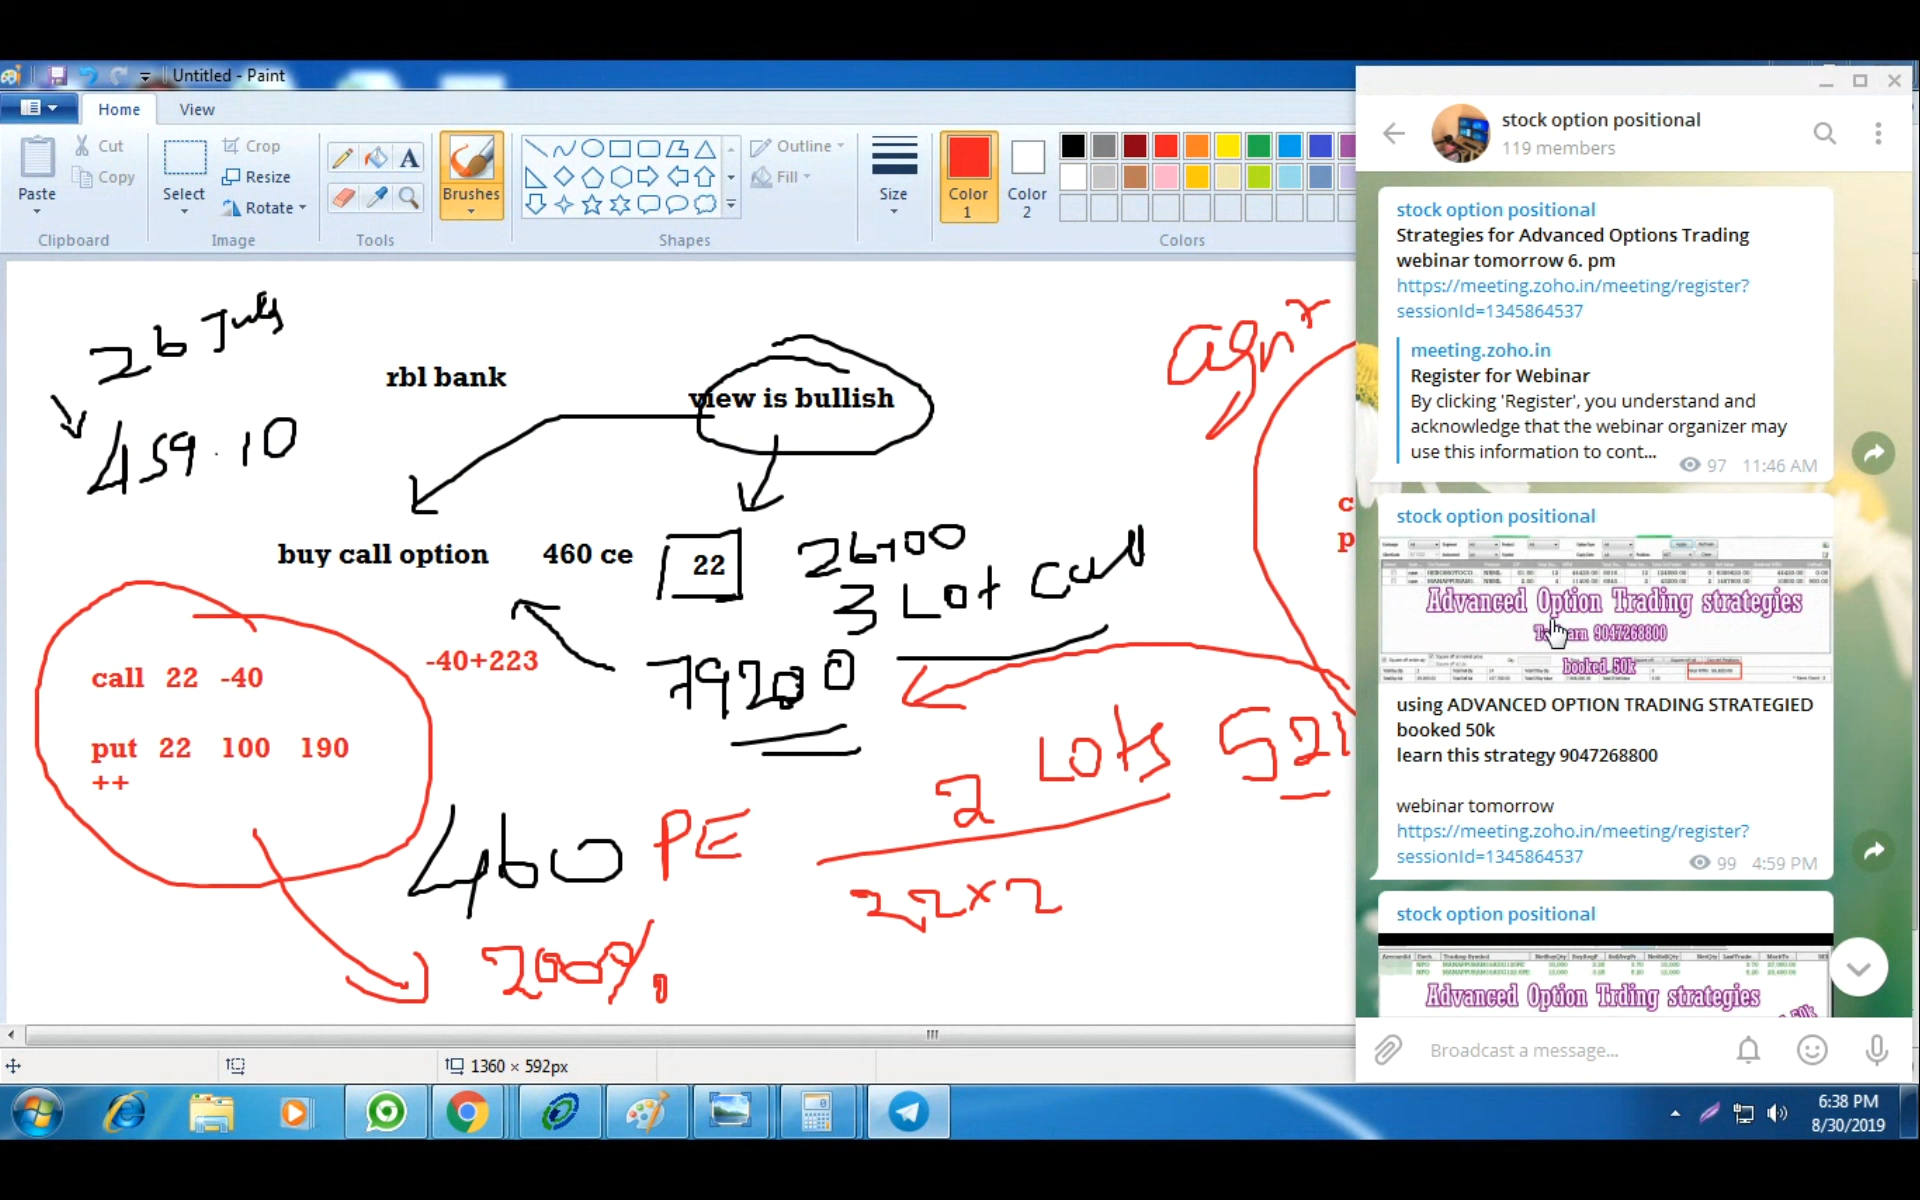 Untitled - Paint
Home View
Paste
Cut
Copy
Clipboard
Select
Crop
Resize
Rotate
Image
Tools
Brushes
Outline
Fill
Shapes
Size
Color 1
Color 2
Colors
26 July
459.10
rbl bank
view is bullish
buy call option 460 ce 22
26400
3 Lot call
79200
call 22 -40
put 22 100 190
++
-40+223
2 Lots
22x2
460 PE
200%
c
p
1360 × 592px
stock option positional
119 members
stock option positional
Strategies for Advanced Options Trading
webinar tomorrow 6. pm
https://meeting.zoho.in/meeting/register?
sessionId=1345864537
meeting.zoho.in
Register for Webinar
By clicking 'Register', you understand and
acknowledge that the webinar organizer may
use this information to cont...
97 11:46 AM
stock option positional
Advanced Option Trading strategies
9047268800
booked 50k
using ADVANCED OPTION TRADING STRATEGIED
booked 50k
learn this strategy 9047268800
webinar tomorrow
https://meeting.zoho.in/meeting/register?
sessionId=1345864537
99 4:59 PM
stock option positional
Advanced Option Trding strategies
Broadcast a message...
6:38 PM
8/30/2019